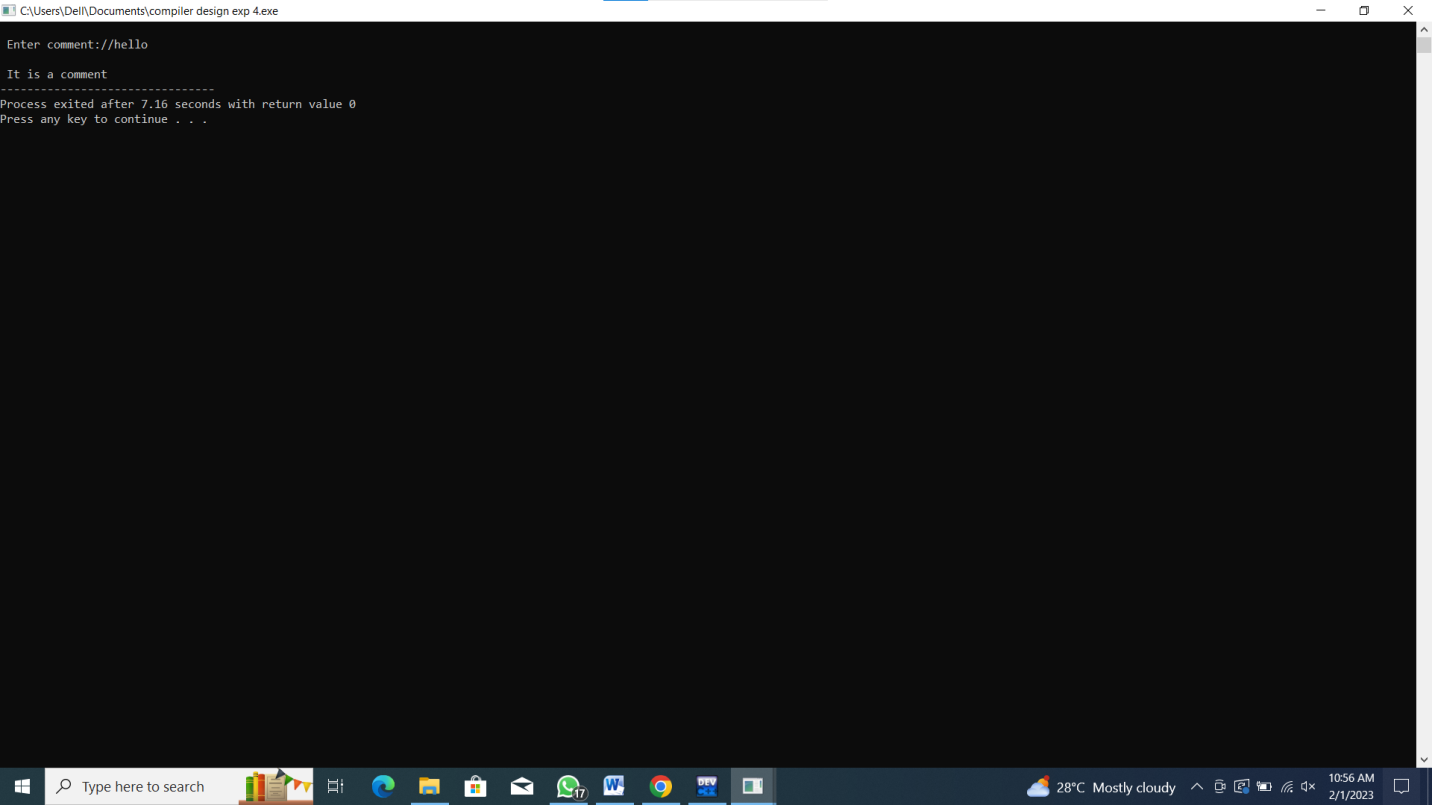 C:\Users\Dell\Documents\compiler design exp 4.exe
Enter comment://hello
It is a comment
--------------------------------
Process exited after 7.16 seconds with return value 0
Press any key to continue . . .
Type here to search
17
W
DEV
28°C Mostly cloudy
10:56 AM
2/1/2023